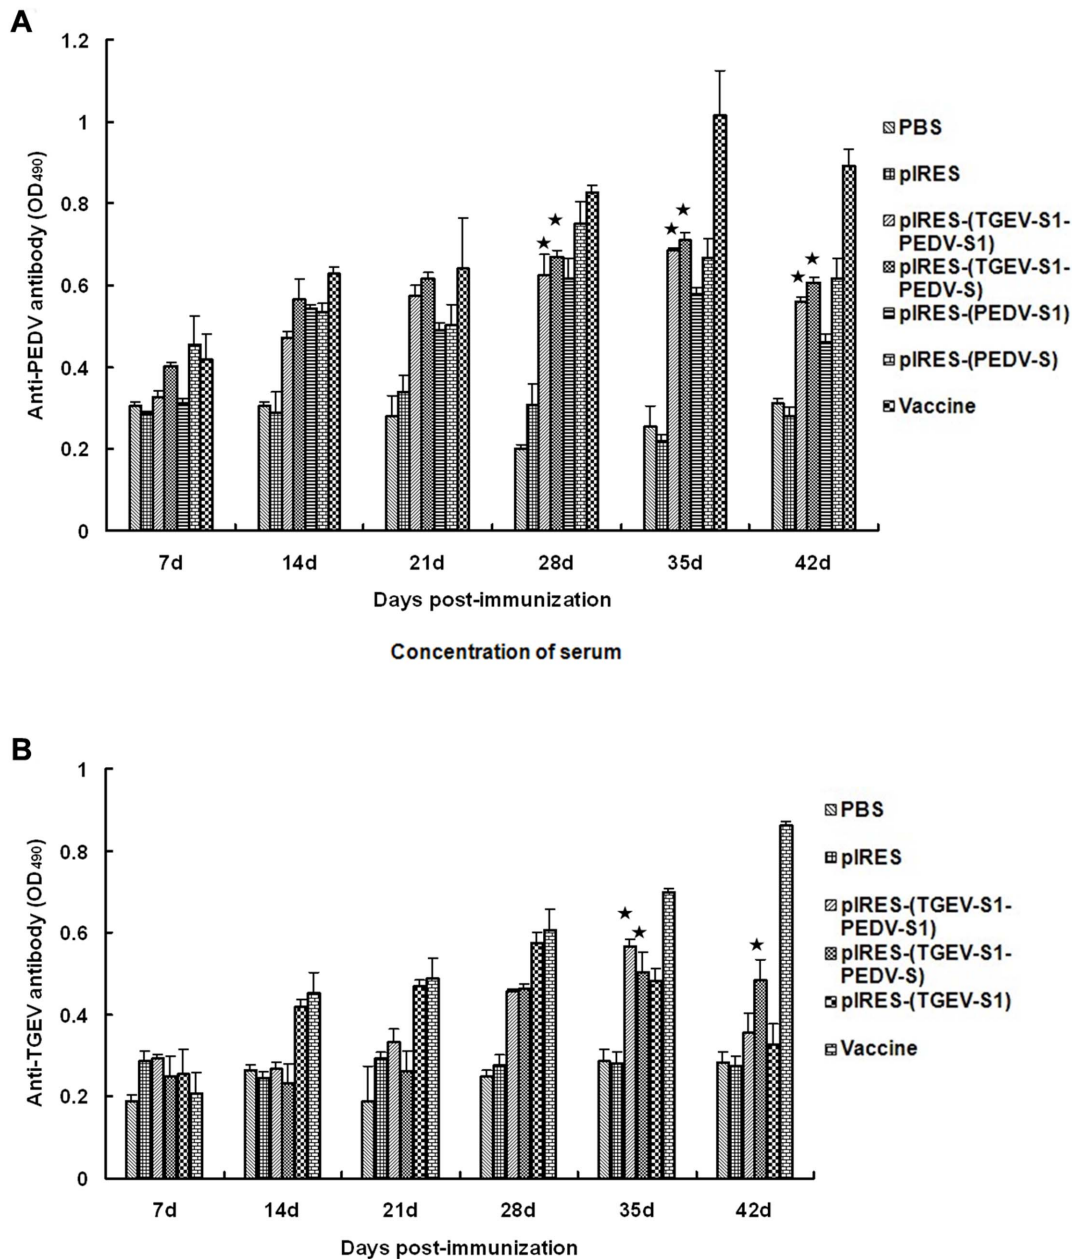 A
Anti-PEDV antibody (OD490)
1.2
1
0.8
0.6
0.4
0.2
0
7d 14d 21d 28d 35d 42d
Days post-immunization
Concentration of serum
PBS
pIRES
pIRES-(TGEV-S1-
PEDV-S1)
pIRES-(TGEV-S1-
PEDV-S)
pIRES-(PEDV-S1)
pIRES-(PEDV-S)
Vaccine
B
Anti-TGEV antibody (OD490)
1
0.8
0.6
0.4
0.2
0
7d 14d 21d 28d 35d 42d
Days post-immunization
PBS
pIRES
pIRES-(TGEV-S1-
PEDV-S1)
pIRES-(TGEV-S1-
PEDV-S)
pIRES-(TGEV-S1)
Vaccine